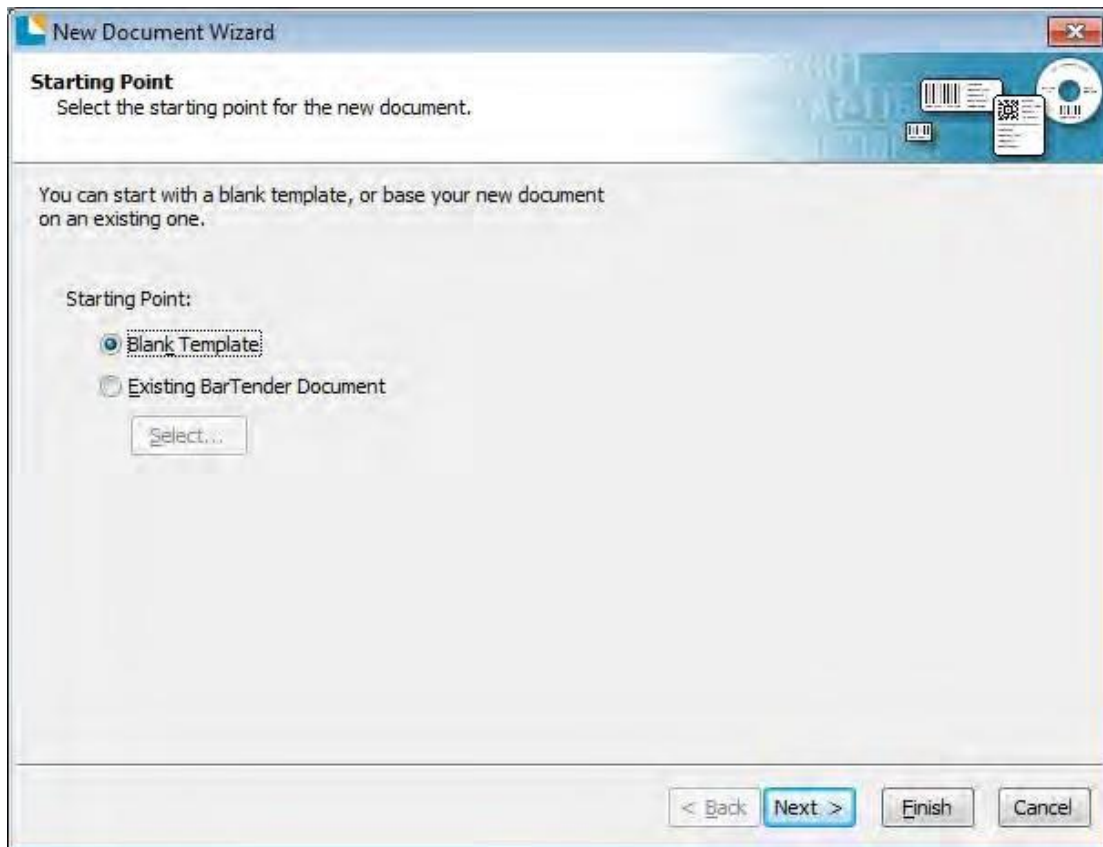 New Document Wizard
Starting Point
Select the starting point for the new document.
You can start with a blank template, or base your new document
on an existing one.
Starting Point:
Blank Template
Existing BarTender Document
Select...
< Back Next > Finish Cancel